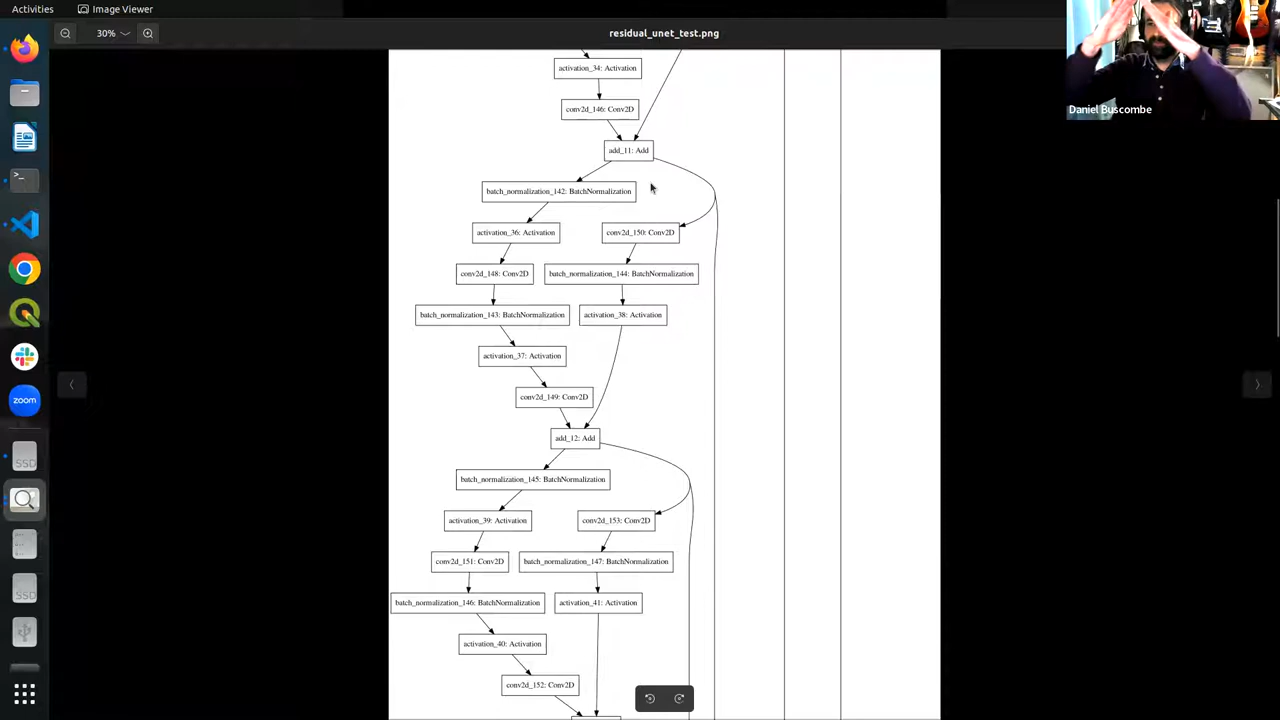 Activities
Image Viewer
30%
residual_unet_test.png
Daniel Buscombe
activation_34: Activation
conv2d_146: Conv2D
add_11: Add
batch_normalization_142: BatchNormalization
activation_36: Activation
conv2d_150: Conv2D
conv2d_148: Conv2D
batch_normalization_144: BatchNormalization
batch_normalization_143: BatchNormalization
activation_38: Activation
activation_37: Activation
conv2d_149: Conv2D
add_12: Add
batch_normalization_145: BatchNormalization
activation_39: Activation
conv2d_153: Conv2D
conv2d_151: Conv2D
batch_normalization_147: BatchNormalization
batch_normalization_146: BatchNormalization
activation_41: Activation
activation_40: Activation
conv2d_152: Conv2D
zoom
SSD
SSD